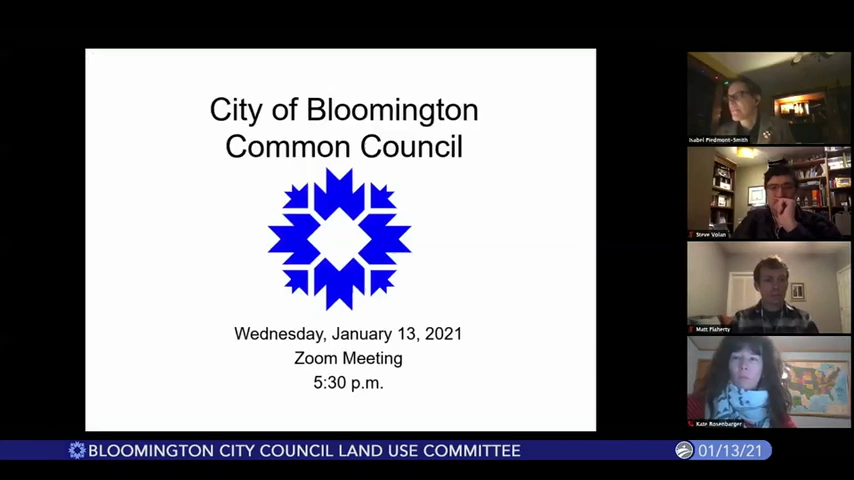 City of Bloomington
Common Council
Wednesday, January 13, 2021
Zoom Meeting
5:30 p.m.
Isabel Piedmont-Smith
Steve Volan
Matt Flaherty
Kate Rosenbarger
BLOOMINGTON CITY COUNCIL LAND USE COMMITTEE
01/13/21